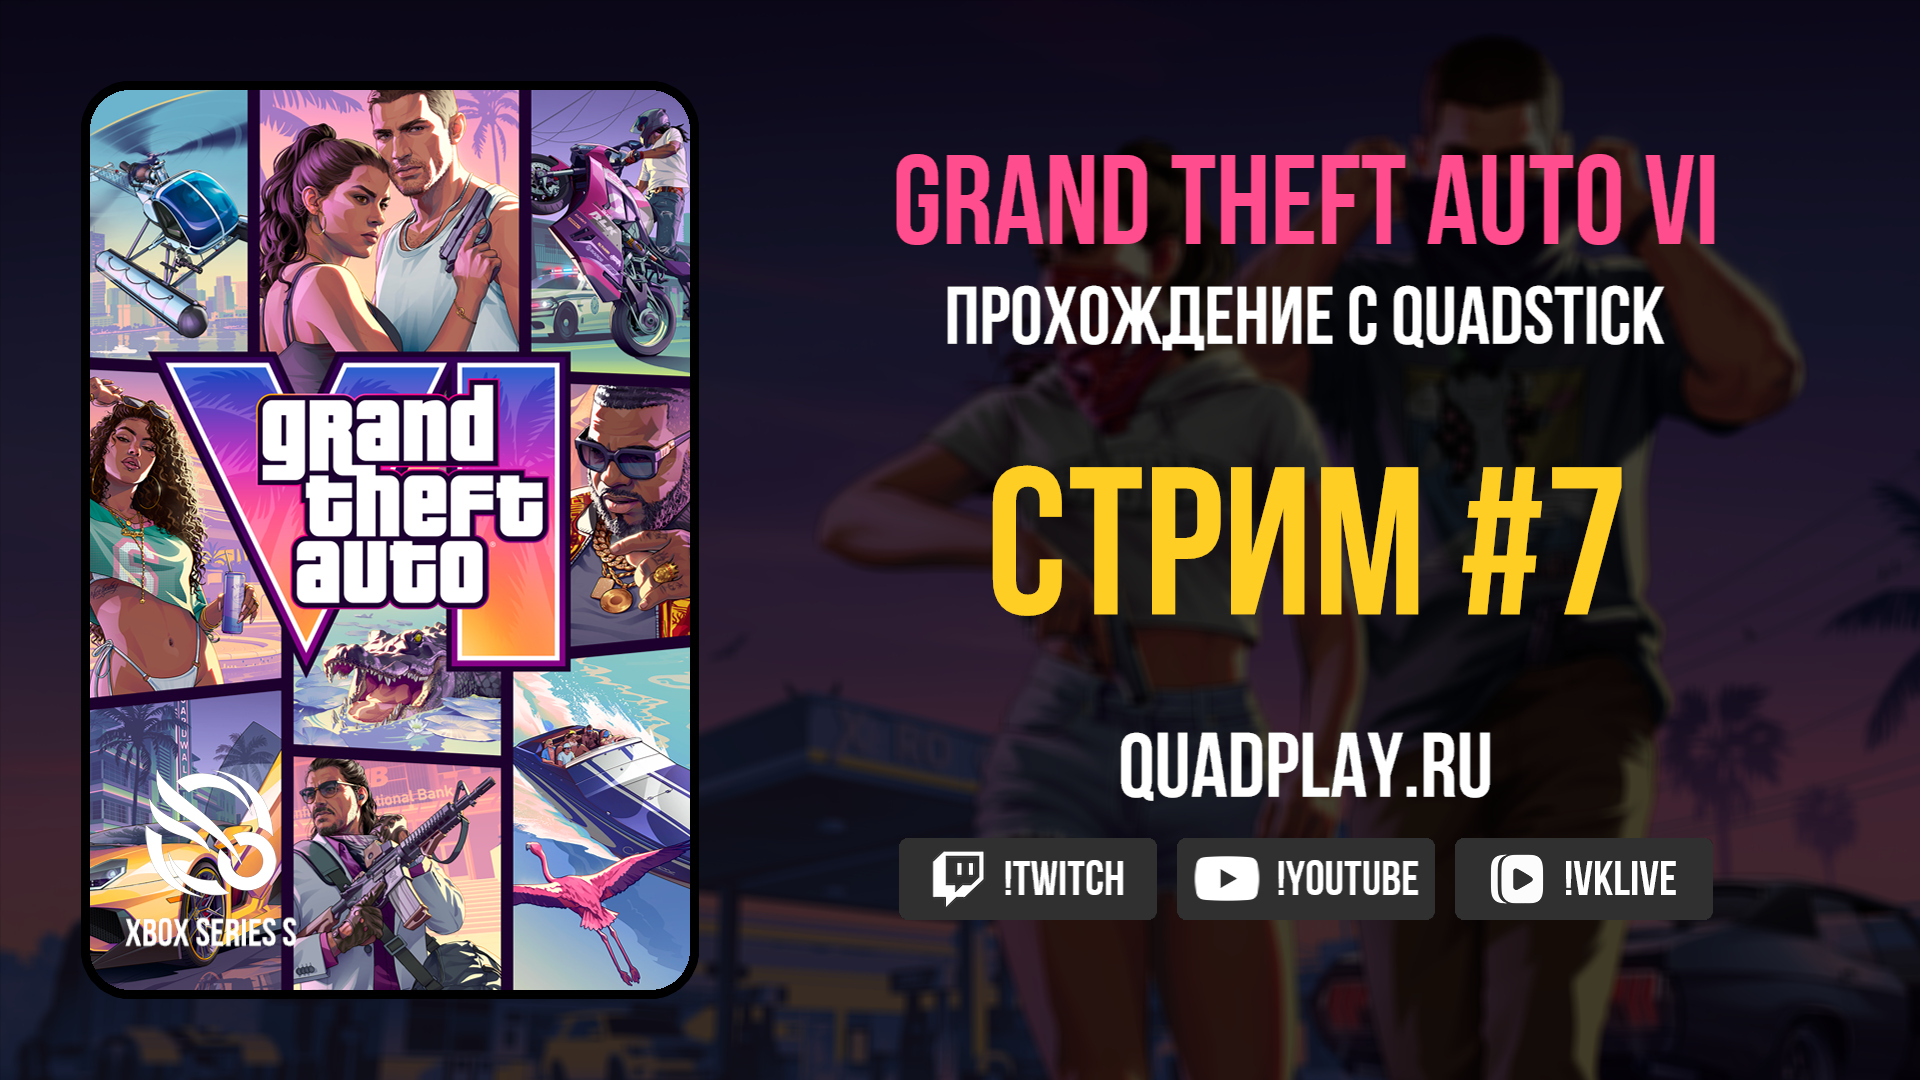 GRAND THEFT AUTO VI
ПРОХОЖДЕНИЕ С QUADSTICK
СТРИМ #7
QUADPLAY.RU
!TWITCH
!YOUTUBE
!VKLIVE
VI
grand
theft
auto
XBOX SERIES S